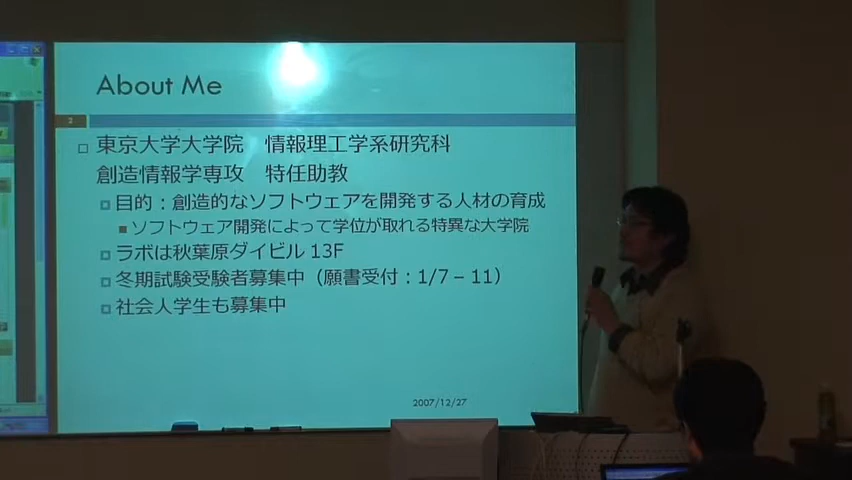 About Me
2
東京大学大学院 情報理工学系研究科
創造情報学専攻 特任助教
目的：創造的なソフトウェアを開発する人材の育成
ソフトウェア開発によって学位が取れる特異な大学院
ラボは秋葉原ダイビル 13F
冬期試験受験者募集中（願書受付：1/7 – 11）
社会人学生も募集中
2007/12/27